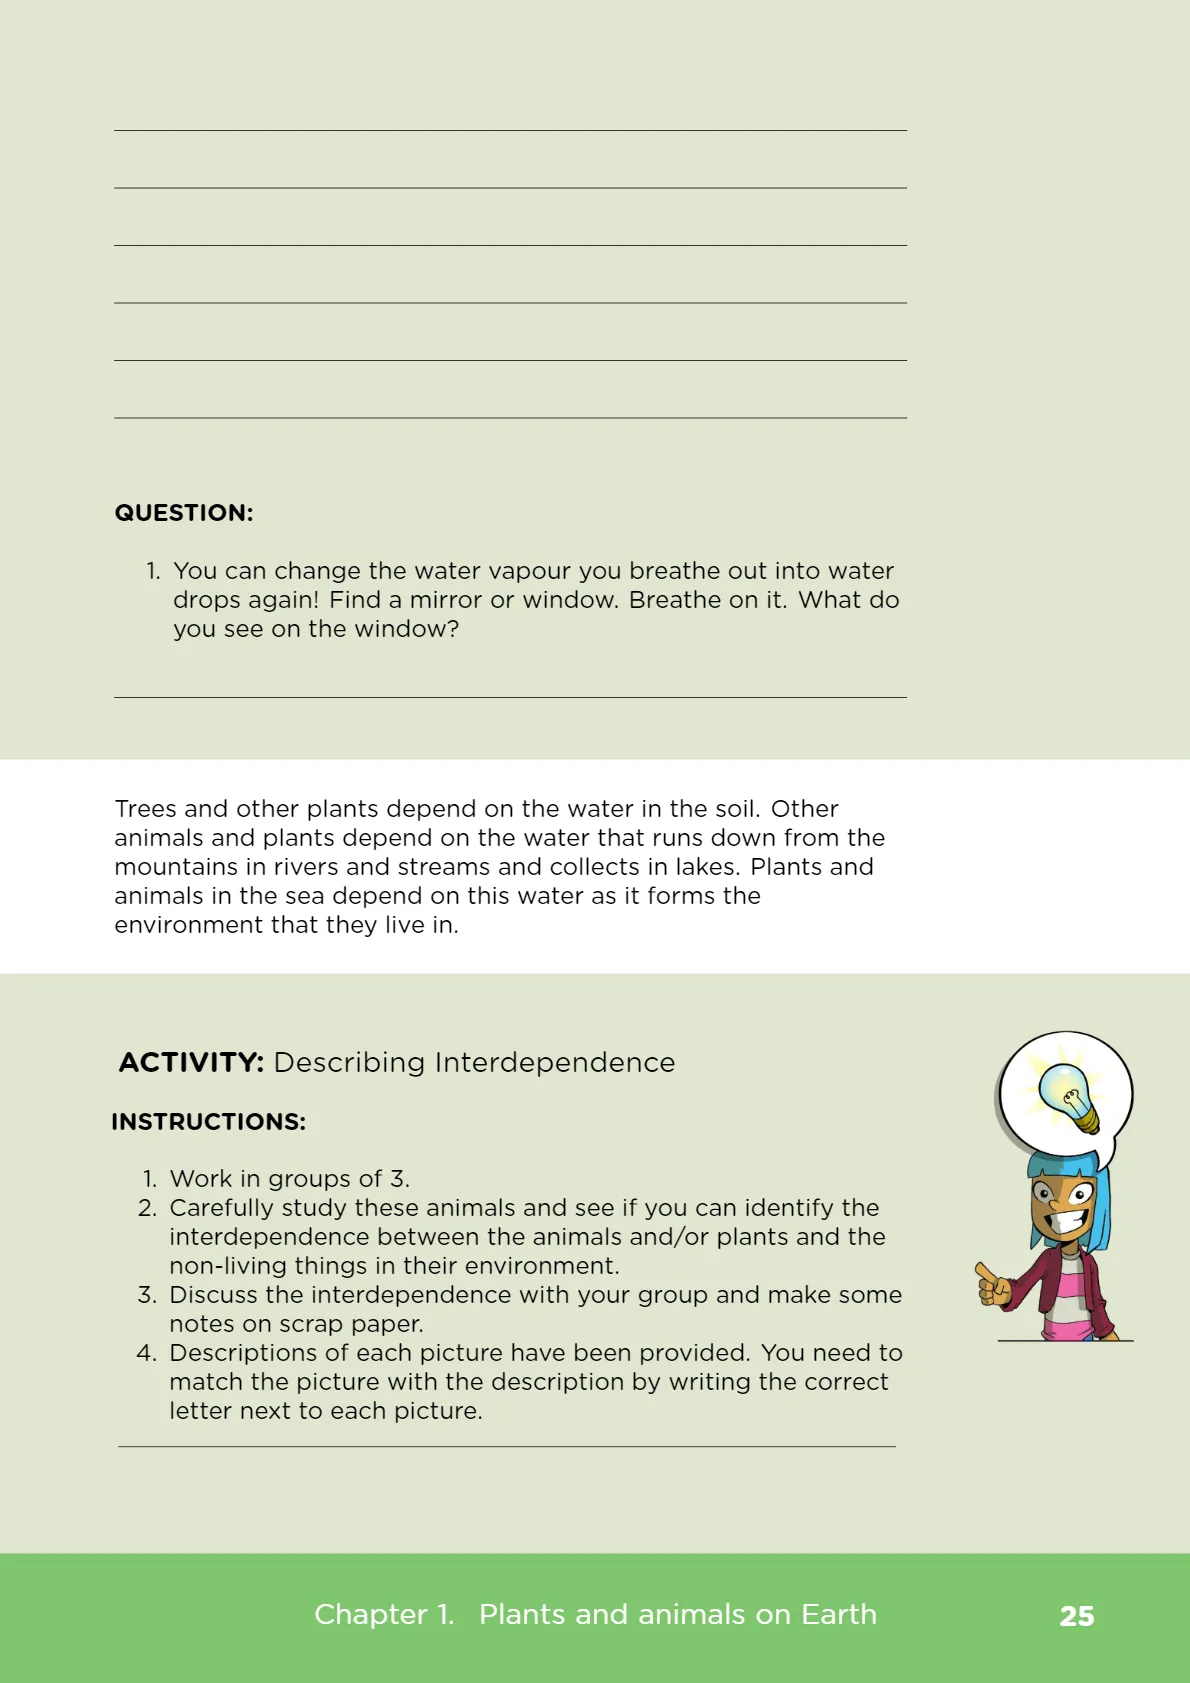 QUESTION:
1. You can change the water vapour you breathe out into water
drops again! Find a mirror or window. Breathe on it. What do
you see on the window?
Trees and other plants depend on the water in the soil. Other
animals and plants depend on the water that runs down from the
mountains in rivers and streams and collects in lakes. Plants and
animals in the sea depend on this water as it forms the
environment that they live in.
ACTIVITY: Describing Interdependence
INSTRUCTIONS:
1. Work in groups of 3.
2. Carefully study these animals and see if you can identify the
interdependence between the animals and/or plants and the
non-living things in their environment.
3. Discuss the interdependence with your group and make some
notes on scrap paper.
4. Descriptions of each picture have been provided. You need to
match the picture with the description by writing the correct
letter next to each picture.
Chapter 1. Plants and animals on Earth 25